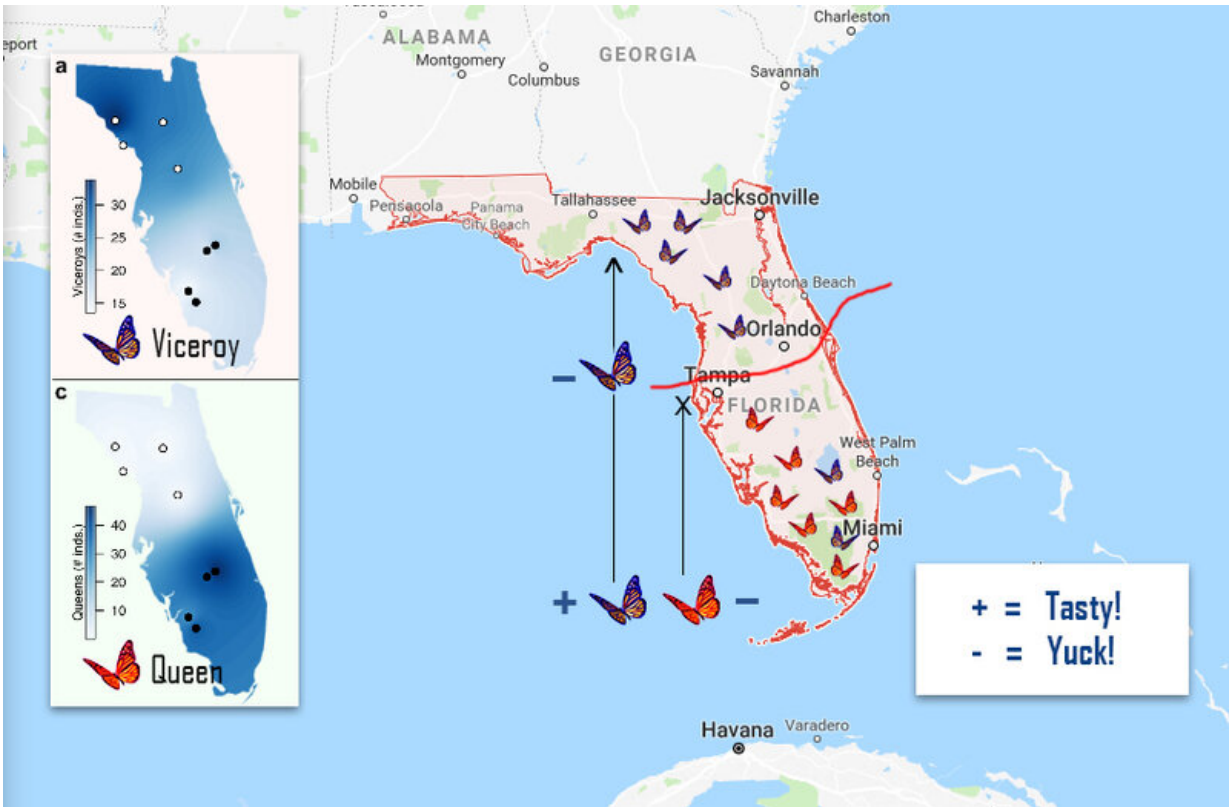 Charleston
ALABAMA
GEORGIA
Montgomery
Columbus
Savannah
eport
a
30
25
20
15
Viceroys (# inds.)
Viceroy
c
40
30
20
10
Queens (# inds.)
Queen
Mobile
Pensacola
Panama
City Beach
Tallahassee
Jacksonville
Daytona Beach
Orlando
Tampa
FLORIDA
West Palm
Beach
Miami
-
X
+
-
+ = Tasty!
- = Yuck!
Havana
Varadero